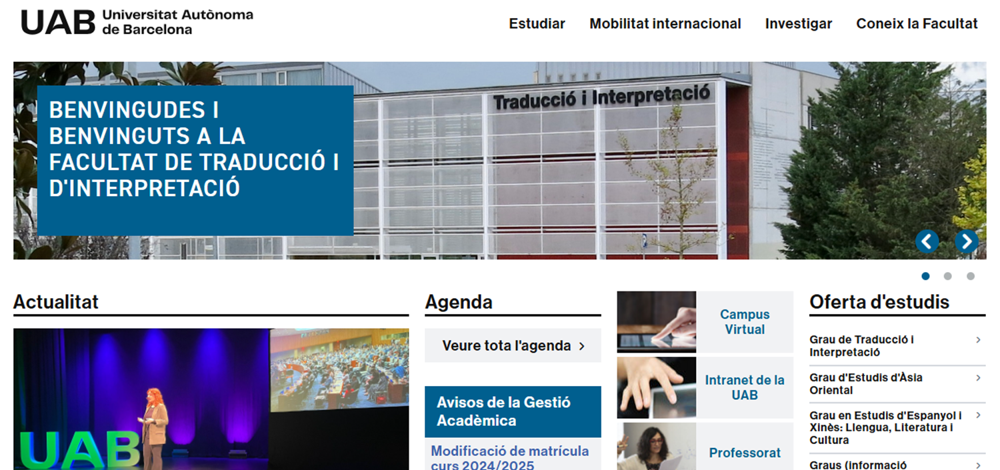 UAB Universitat Autònoma
de Barcelona
Estudiar Mobilitat internacional Investigar Coneix la Facultat
BENVINGUDES I
BENVINGUTS A LA
FACULTAT DE TRADUCCIÓ I
D'INTERPRETACIÓ
Traducció i Interpretació
Actualitat
UAB
Agenda
Veure tota l'agenda
Avisos de la Gestió
Acadèmica
Modificació de matrícula
curs 2024/2025
Campus
Virtual
Intranet de la
UAB
Professorat
Oferta d'estudis
Grau de Traducció i
Interpretació
Grau d'Estudis d'Àsia
Oriental
Grau en Estudis d'Espanyol i
Xinès: Llengua, Literatura i
Cultura
Graus (informació